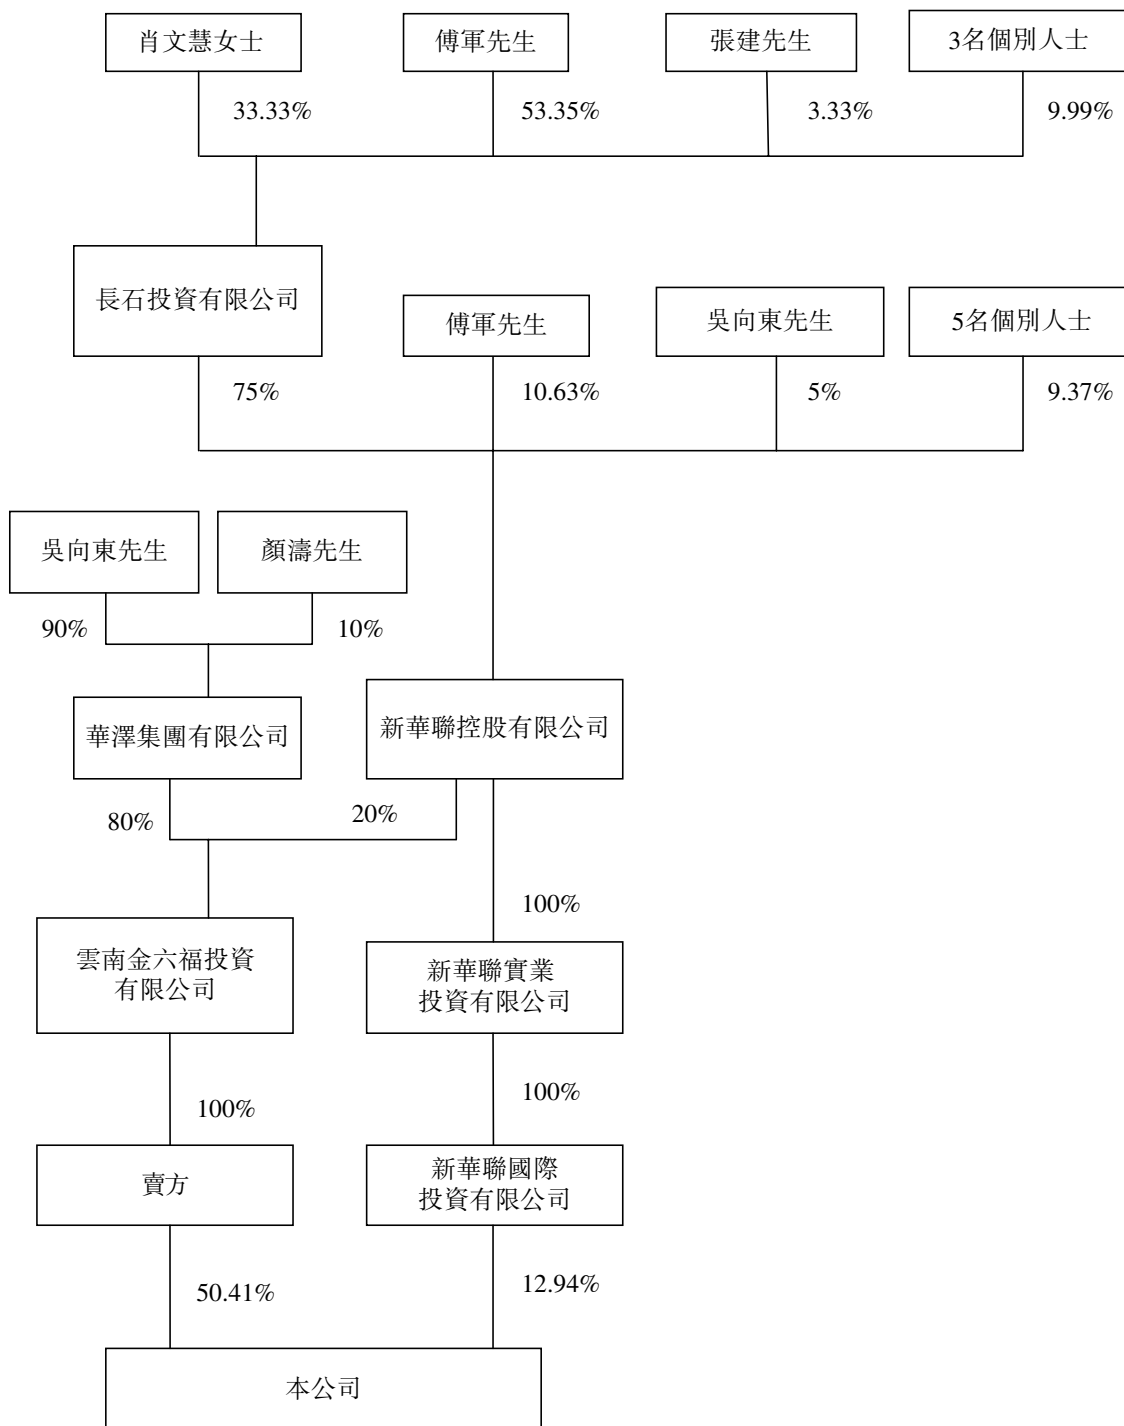 肖文慧女士
傅軍先生
張建先生
3名個別人士
33.33%
53.35%
3.33%
9.99%
長石投資有限公司
傅軍先生
吳向東先生
5名個別人士
75%
10.63%
5%
9.37%
吳向東先生
顏濤先生
90%
10%
華澤集團有限公司
新華聯控股有限公司
80%
20%
100%
雲南金六福投資
有限公司
新華聯實業
投資有限公司
100%
100%
賣方
新華聯國際
投資有限公司
50.41%
12.94%
本公司